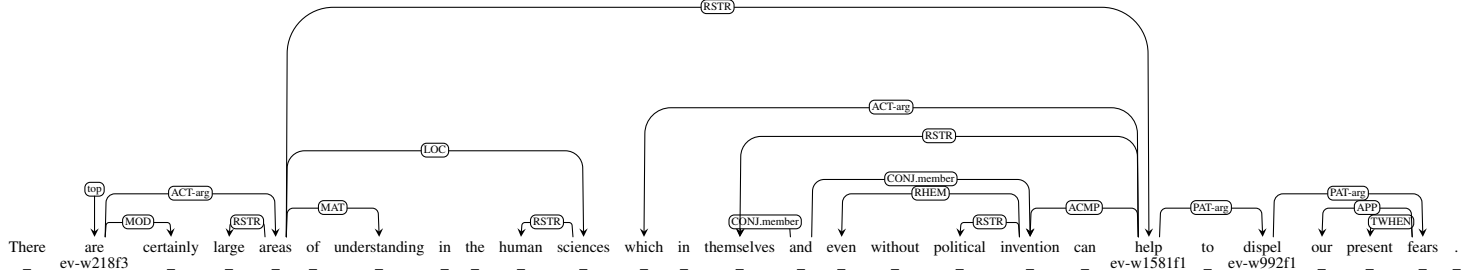 RSTR
ACT-arg
RSTR
LOC
CONJ.member
top ACT-arg RHEM PAT-arg
MAT ACMP PAT-arg APP
MOD RSTR RSTR CONJ.member RSTR TWHEN
There are certainly large areas of understanding in the human sciences which in themselves and even without political invention can help to dispel our present fears .
_ ev-w218f3 _ _ _ _ _ _ _ _ _ _ _ _ _ _ _ _ _ _ ev-w1581f1 _ ev-w992f1 _ _ _ _